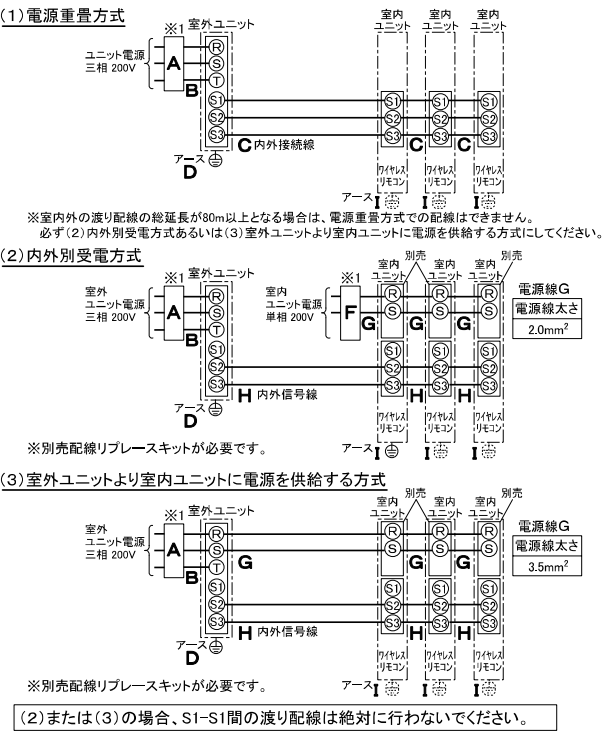 (1)電源重畳方式
※1 室外ユニット 室内ユニット 室内ユニット 室内ユニット
ユニット電源
三相 200V
A
B
R
S
T
S1 S1 S1 S1
S2 S2 S2 S2
S3 S3 S3 S3
C 内外接続線 C C
アース
D
ワイヤレスリモコン ワイヤレスリモコン ワイヤレスリモコン
アース I I I
※室内外の渡り配線の総延長が80m以上となる場合は、電源重畳方式での配線はできません。
必ず(2)内外別受電方式あるいは(3)室外ユニットより室内ユニットに電源を供給する方式にしてください。
(2)内外別受電方式
※1 室外ユニット ※1 室内ユニット 別売 室内ユニット 室内ユニット 別売
室外
ユニット電源
三相 200V
A
B
R
S
T
室内
ユニット電源
単相 200V
F
G G G
R R R
S S S
電源線G
電源線太さ
2.0mm²
S1 S1 S1 S1
S2 S2 S2 S2
S3 S3 S3 S3
H 内外信号線 H H
アース
D
ワイヤレスリモコン ワイヤレスリモコン ワイヤレスリモコン
アース I I I
※別売配線リプレースキットが必要です。
(3)室外ユニットより室内ユニットに電源を供給する方式
※1 室外ユニット 室内ユニット 別売 室内ユニット 室内ユニット 別売
室外
ユニット電源
三相 200V
A
B
R R R R
S S S S
T
G G G
電源線G
電源線太さ
3.5mm²
S1 S1 S1 S1
S2 S2 S2 S2
S3 S3 S3 S3
H 内外信号線 H H
アース
D
ワイヤレスリモコン ワイヤレスリモコン ワイヤレスリモコン
アース I I I
※別売配線リプレースキットが必要です。
(2)または(3)の場合、S1-S1間の渡り配線は絶対に行わないでください。